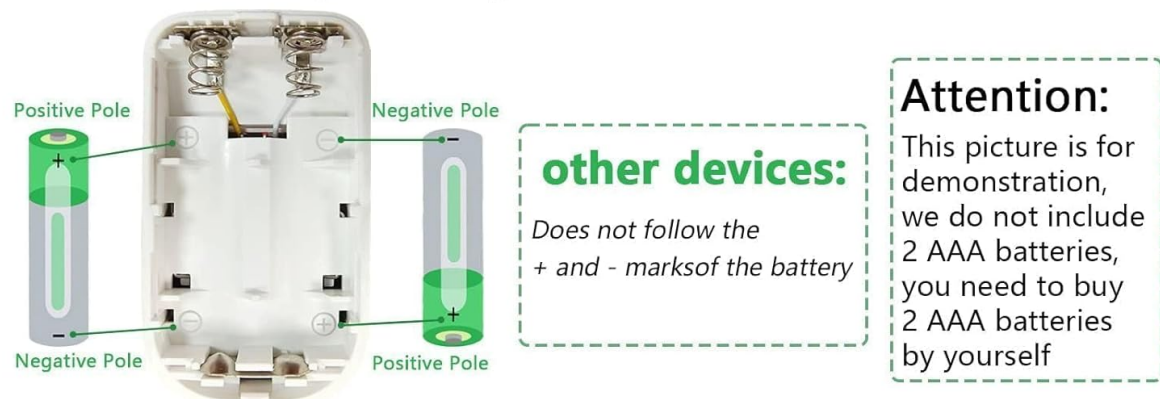 Positive Pole
Negative Pole
+
-
+
-
-
+
-
+
Negative Pole
Positive Pole
other devices:
Does not follow the
+ and - marksof the battery
Attention:
This picture is for
demonstration,
we do not include
2 AAA batteries,
you need to buy
2 AAA batteries
by yourself